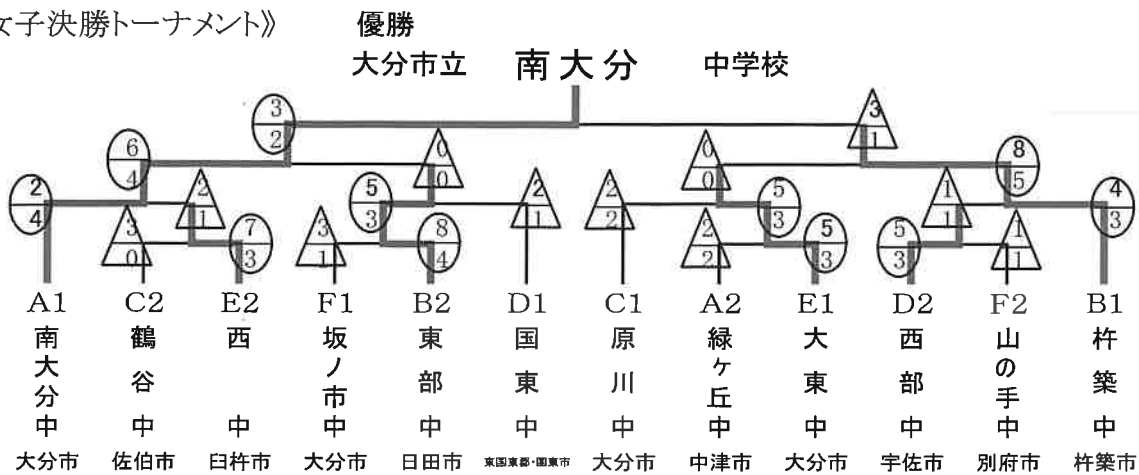 女子決勝トーナメント》 優勝
大分市立 南大分 中学校
3 3
2 1
6 0 0 8
4 0 0 5
2 2 5 2 2 5 1 4
4 1 3 1 2 3 1 3
3 7 3 8 2 5 5 1
0 3 1 4 2 3 3 1
A1 C2 E2 F1 B2 D1 C1 A2 E1 D2 F2 B1
南大分中 鶴谷中 西中 坂ノ市中 東部中 国東中 原川中 緑ヶ丘中 大東中 西部中 山の手中 杵築中
大分市 佐伯市 臼杵市 大分市 日田市 東国東郡・国東市 大分市 中津市 大分市 宇佐市 別府市 杵築市